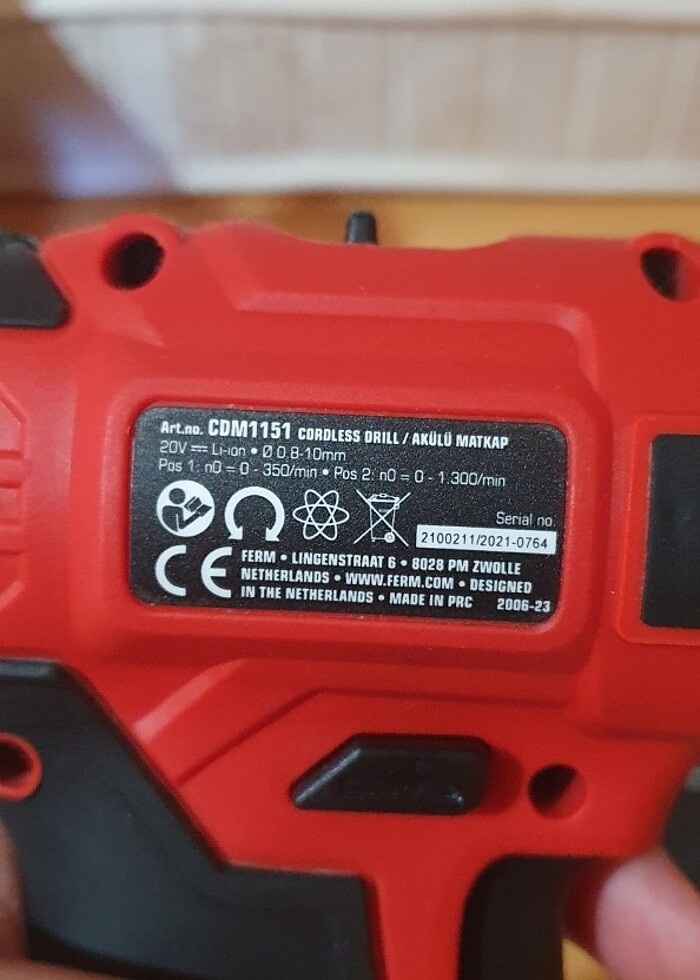 Art.no. CDM1151 CORDLESS DRILL / AKÜLÜ MATKAP
20V ⎓ Li-ion • Ø 0.8-10mm
Pos 1: n0 = 0 - 350/min • Pos 2: n0 = 0 - 1.300/min
Serial no:
2100211/2021-0764
CE
FERM • LINGENSTRAAT 6 • 8028 PM ZWOLLE
NETHERLANDS • WWW.FERM.COM • DESIGNED
IN THE NETHERLANDS • MADE IN PRC 2006-23